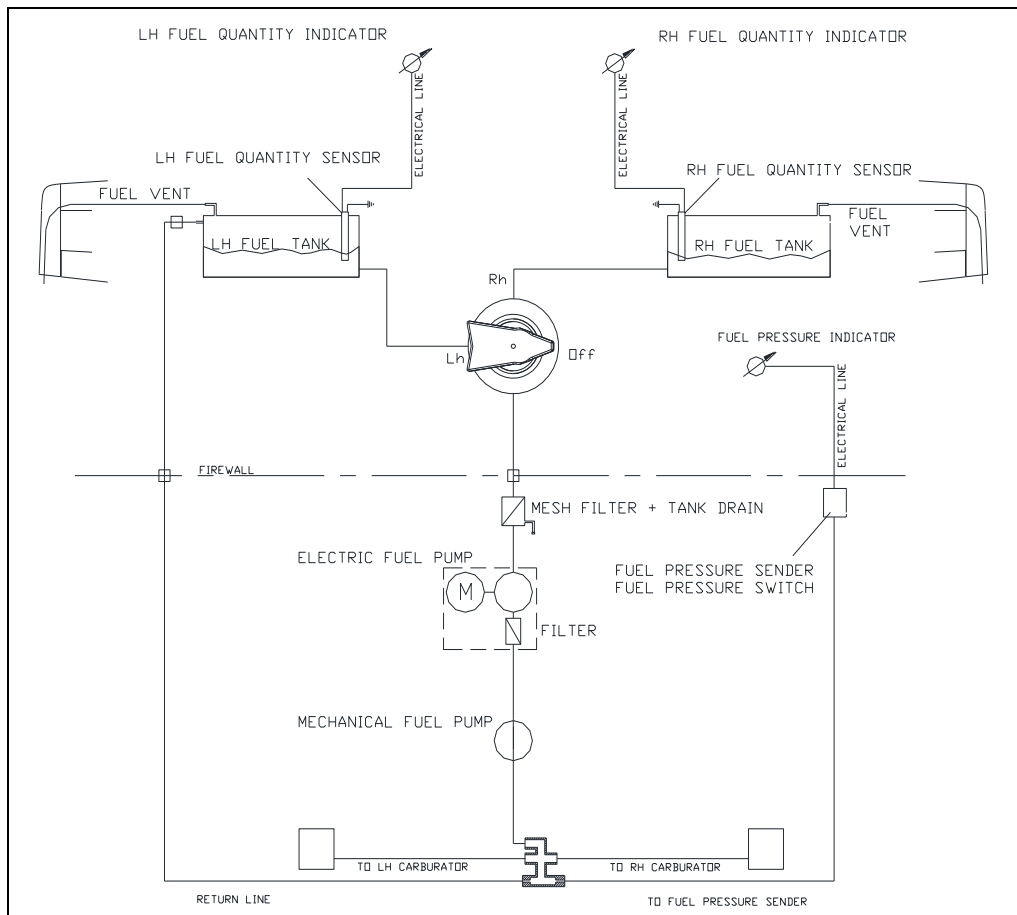 LH FUEL QUANTITY INDICATOR
RH FUEL QUANTITY INDICATOR
ELECTRICAL LINE
ELECTRICAL LINE
LH FUEL QUANTITY SENSOR
RH FUEL QUANTITY SENSOR
FUEL VENT
FUEL
VENT
LH FUEL TANK
RH FUEL TANK
Rh
Lh
Off
FUEL PRESSURE INDICATOR
ELECTRICAL LINE
FIREWALL
MESH FILTER + TANK DRAIN
ELECTRIC FUEL PUMP
M
FUEL PRESSURE SENDER
FUEL PRESSURE SWITCH
FILTER
MECHANICAL FUEL PUMP
TO LH CARBURATOR
TO RH CARBURATOR
RETURN LINE
TO FUEL PRESSURE SENDER